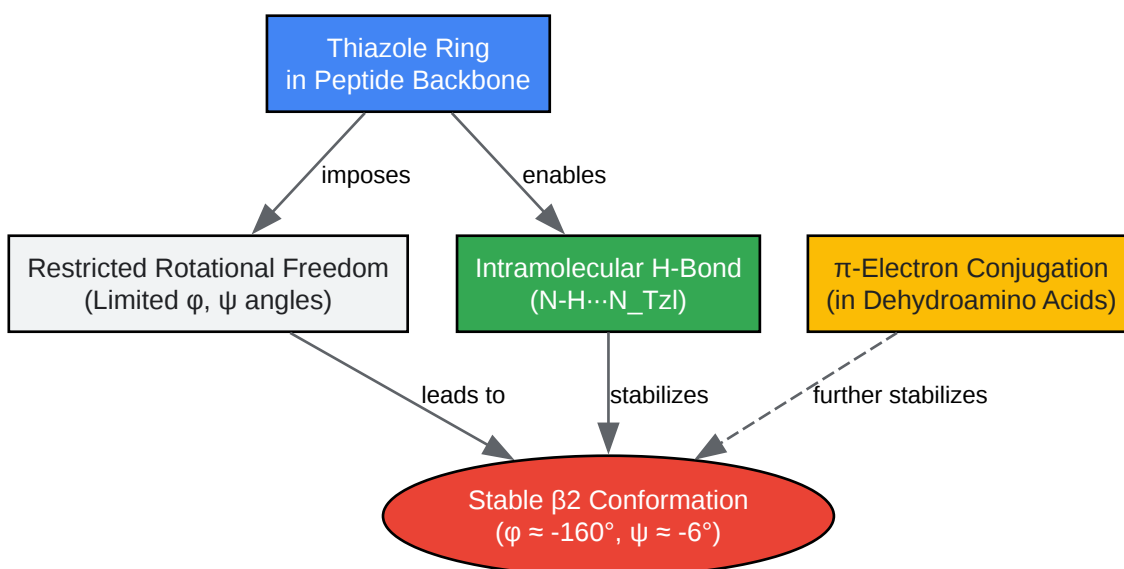 Thiazole Ring
in Peptide Backbone
imposes
enables
Restricted Rotational Freedom
(Limited φ, ψ angles)
Intramolecular H-Bond
(N-H···N_Tzl)
π-Electron Conjugation
(in Dehydroamino Acids)
leads to
stabilizes
further stabilizes
Stable β2 Conformation
(φ ≈ -160°, ψ ≈ -6°)